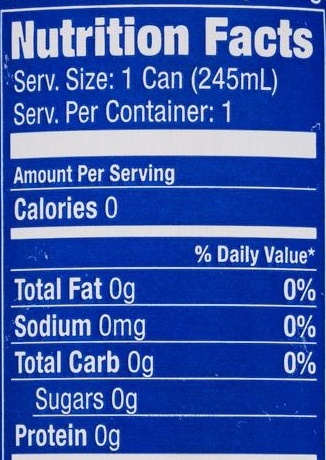 Nutrition Facts
Serv. Size: 1 Can (245mL)
Serv. Per Container: 1
Amount Per Serving
Calories 0
% Daily Value*
Total Fat 0g 0%
Sodium 0mg 0%
Total Carb 0g 0%
Sugars 0g
Protein 0g